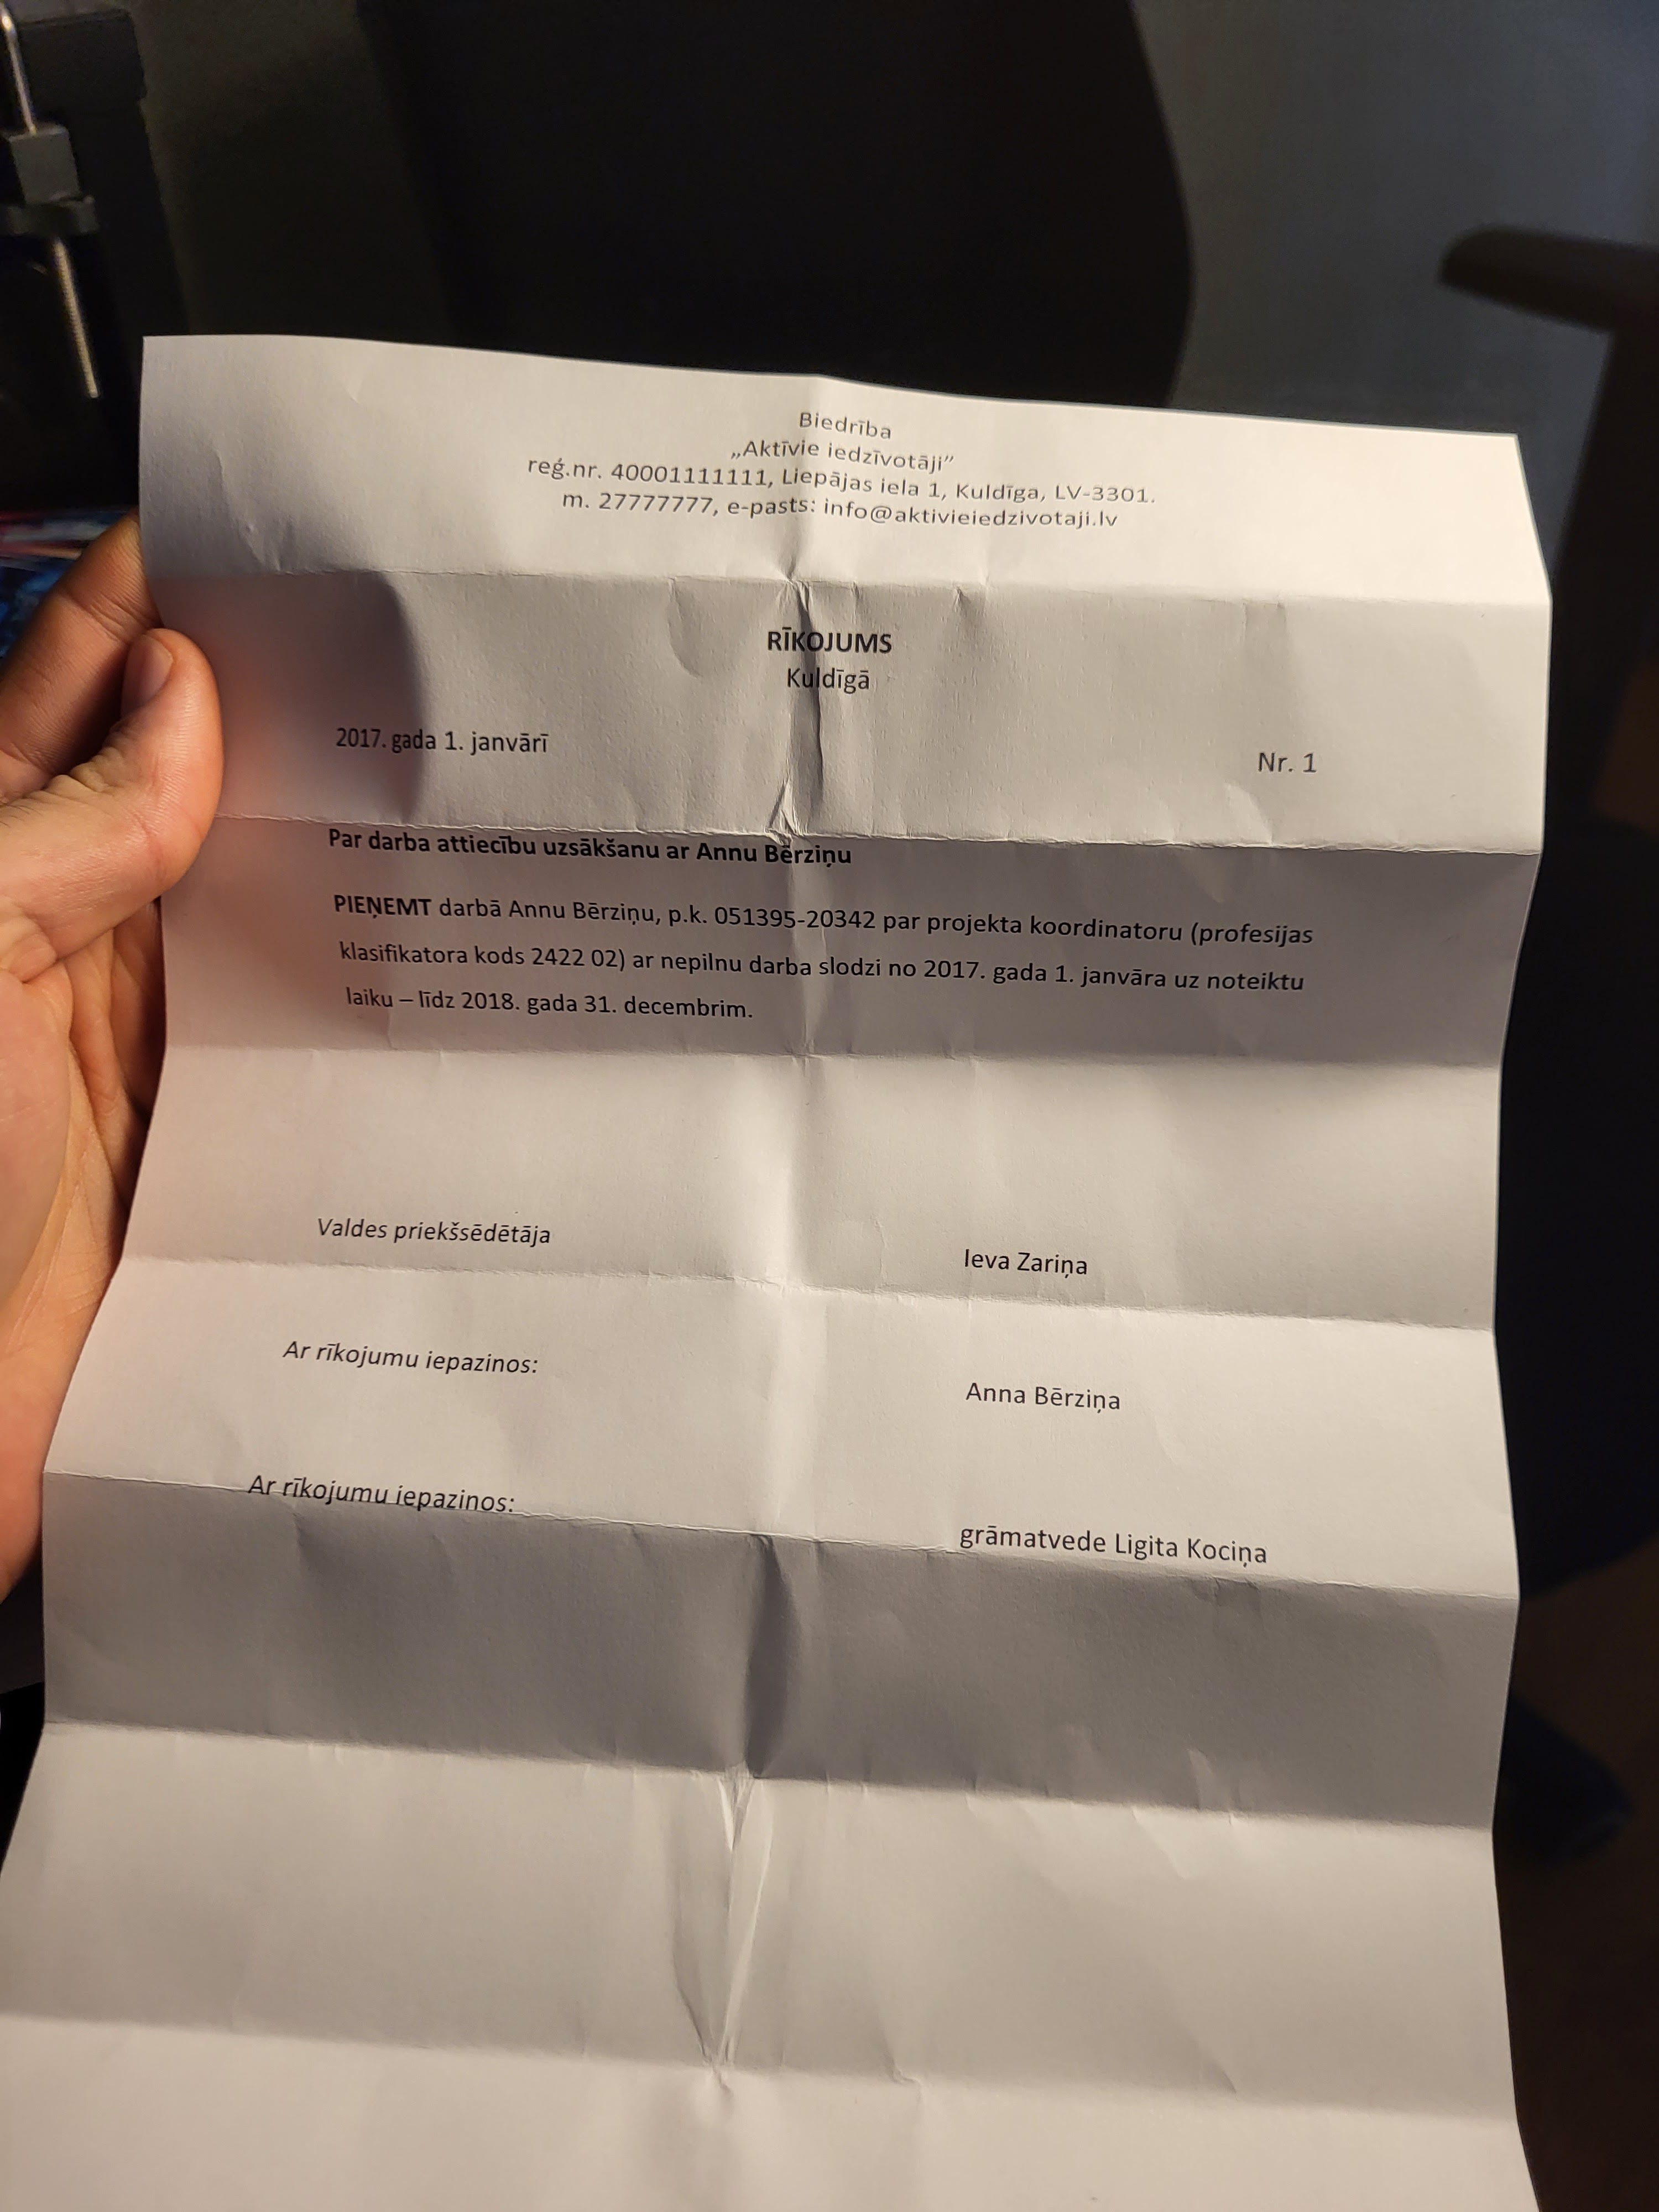 Biedrība
„Aktīvie iedzīvotāji”
reģ.nr. 40001111111, Liepājas iela 1, Kuldīga, LV-3301.
m. 27777777, e-pasts: info@aktivieiedzivotaji.lv
RĪKOJUMS
Kuldīgā
2017. gada 1. janvārī Nr. 1
Par darba attiecību uzsākšanu ar Annu Bērziņu
PIEŅEMT darbā Annu Bērziņu, p.k. 051395-20342 par projekta koordinatoru (profesijas
klasifikatora kods 2422 02) ar nepilnu darba slodzi no 2017. gada 1. janvāra uz noteiktu
laiku – līdz 2018. gada 31. decembrim.
Valdes priekšsēdētāja Ieva Zariņa
Ar rīkojumu iepazinos: Anna Bērziņa
Ar rīkojumu iepazinos: grāmatvede Ligita Kociņa